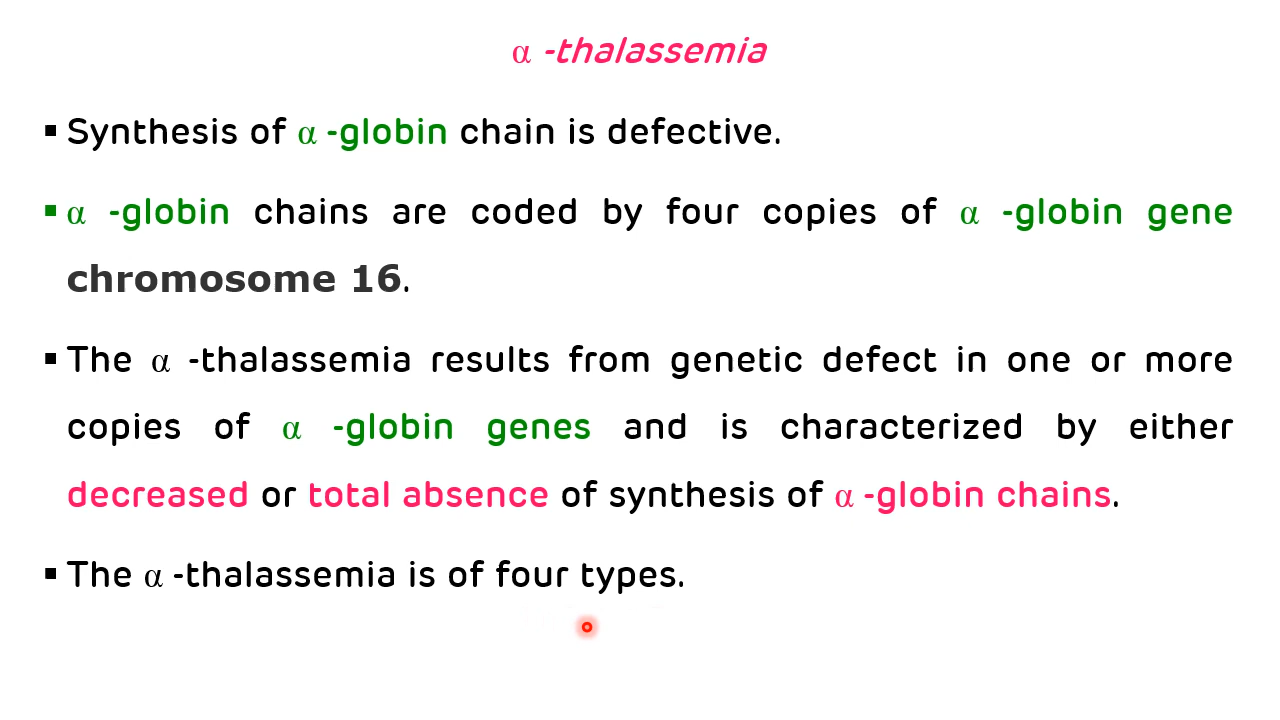 α -thalassemia
▪ Synthesis of α -globin chain is defective.
▪ α -globin chains are coded by four copies of α -globin gene
chromosome 16.
▪ The α -thalassemia results from genetic defect in one or more
copies of α -globin genes and is characterized by either
decreased or total absence of synthesis of α -globin chains.
▪ The α -thalassemia is of four types.